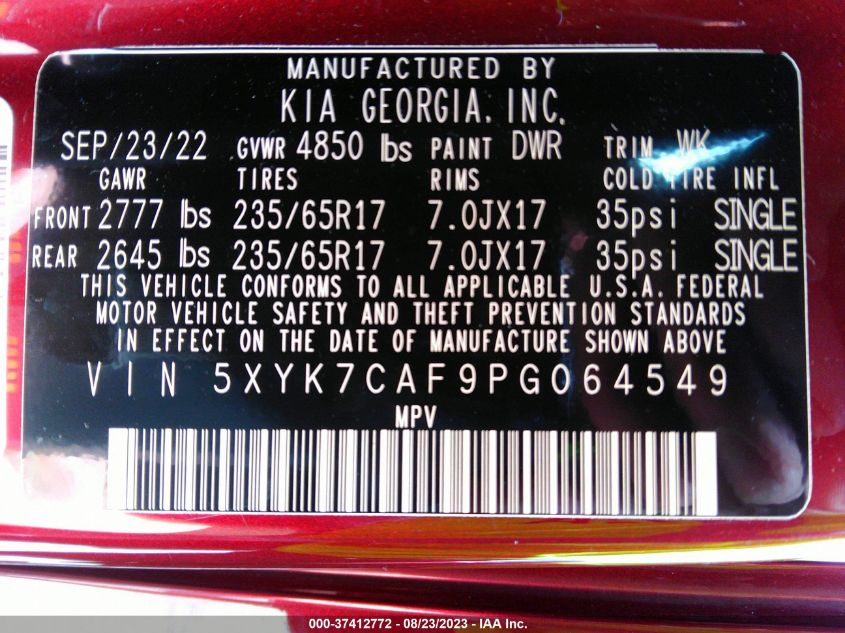 MANUFACTURED BY
KIA GEORGIA, INC.
SEP/23/22 GVWR 4850 lbs PAINT DWR TRIM WK
GAWR TIRES RIMS COLD TIRE INFL
FRONT 2777 lbs 235/65R17 7.0JX17 35psi SINGLE
REAR 2645 lbs 235/65R17 7.0JX17 35psi SINGLE
THIS VEHICLE CONFORMS TO ALL APPLICABLE U.S.A. FEDERAL
MOTOR VEHICLE SAFETY AND THEFT PREVENTION STANDARDS
IN EFFECT ON THE DATE OF MANUFACTURE SHOWN ABOVE
VIN 5XYK7CAF9PG064549
MPV
000-37412772 - 08/23/2023 - IAA Inc.